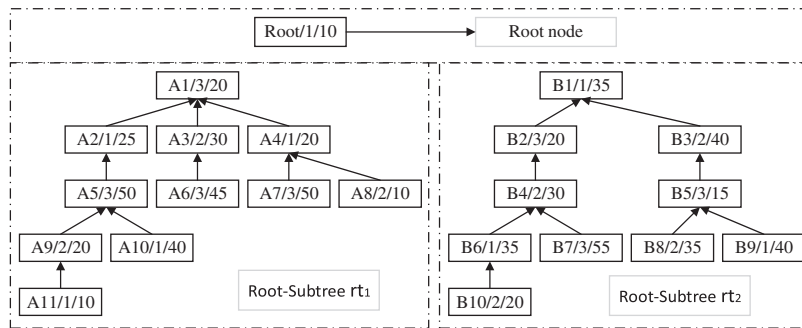 Root/1/10 Root node
A1/3/20 B1/1/35
A2/1/25 A3/2/30 A4/1/20 B2/3/20 B3/2/40
A5/3/50 A6/3/45 A7/3/50 A8/2/10 B4/2/30 B5/3/15
A9/2/20 A10/1/40 B6/1/35 B7/3/55 B8/2/35 B9/1/40
A11/1/10 Root-Subtree rt1 B10/2/20 Root-Subtree rt2